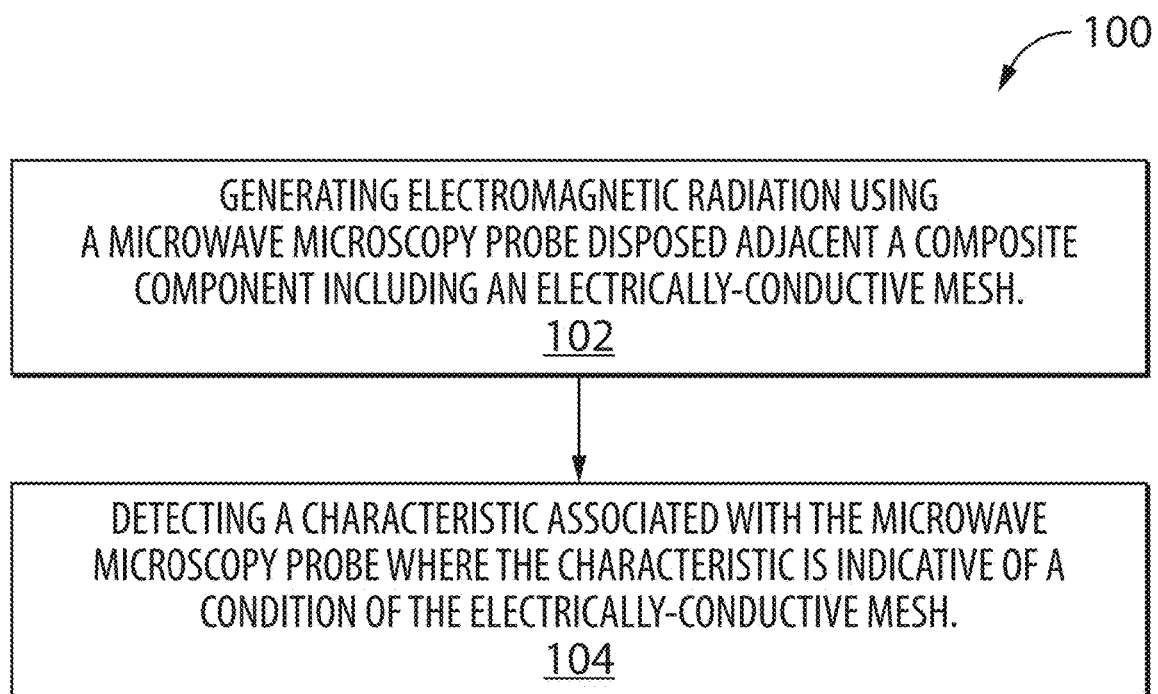 100
GENERATING ELECTROMAGNETIC RADIATION USING
A MICROWAVE MICROSCOPY PROBE DISPOSED ADJACENT A COMPOSITE
COMPONENT INCLUDING AN ELECTRICALLY-CONDUCTIVE MESH.
102
DETECTING A CHARACTERISTIC ASSOCIATED WITH THE MICROWAVE
MICROSCOPY PROBE WHERE THE CHARACTERISTIC IS INDICATIVE OF A
CONDITION OF THE ELECTRICALLY-CONDUCTIVE MESH.
104